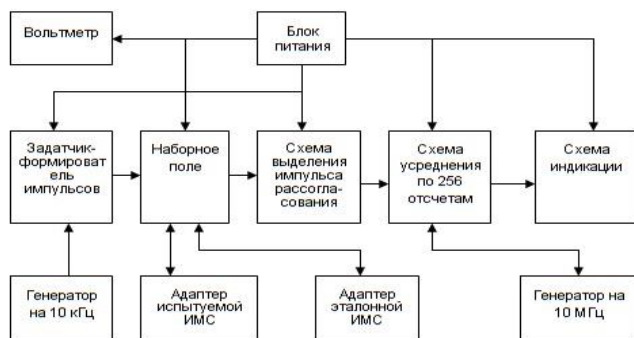 Вольтметр
Блок
питания
Задатчик-
формироват
ель
импульсов
Наборное
поле
Схема
выделения
импульса
рассогла-
сования
Схема
усреднения
по 256
отсчетам
Схема
индикации
Генератор
на 10 кГц
Адаптер
испытуемой
ИМС
Адаптер
эталонной
ИМС
Генератор
на 10 МГц